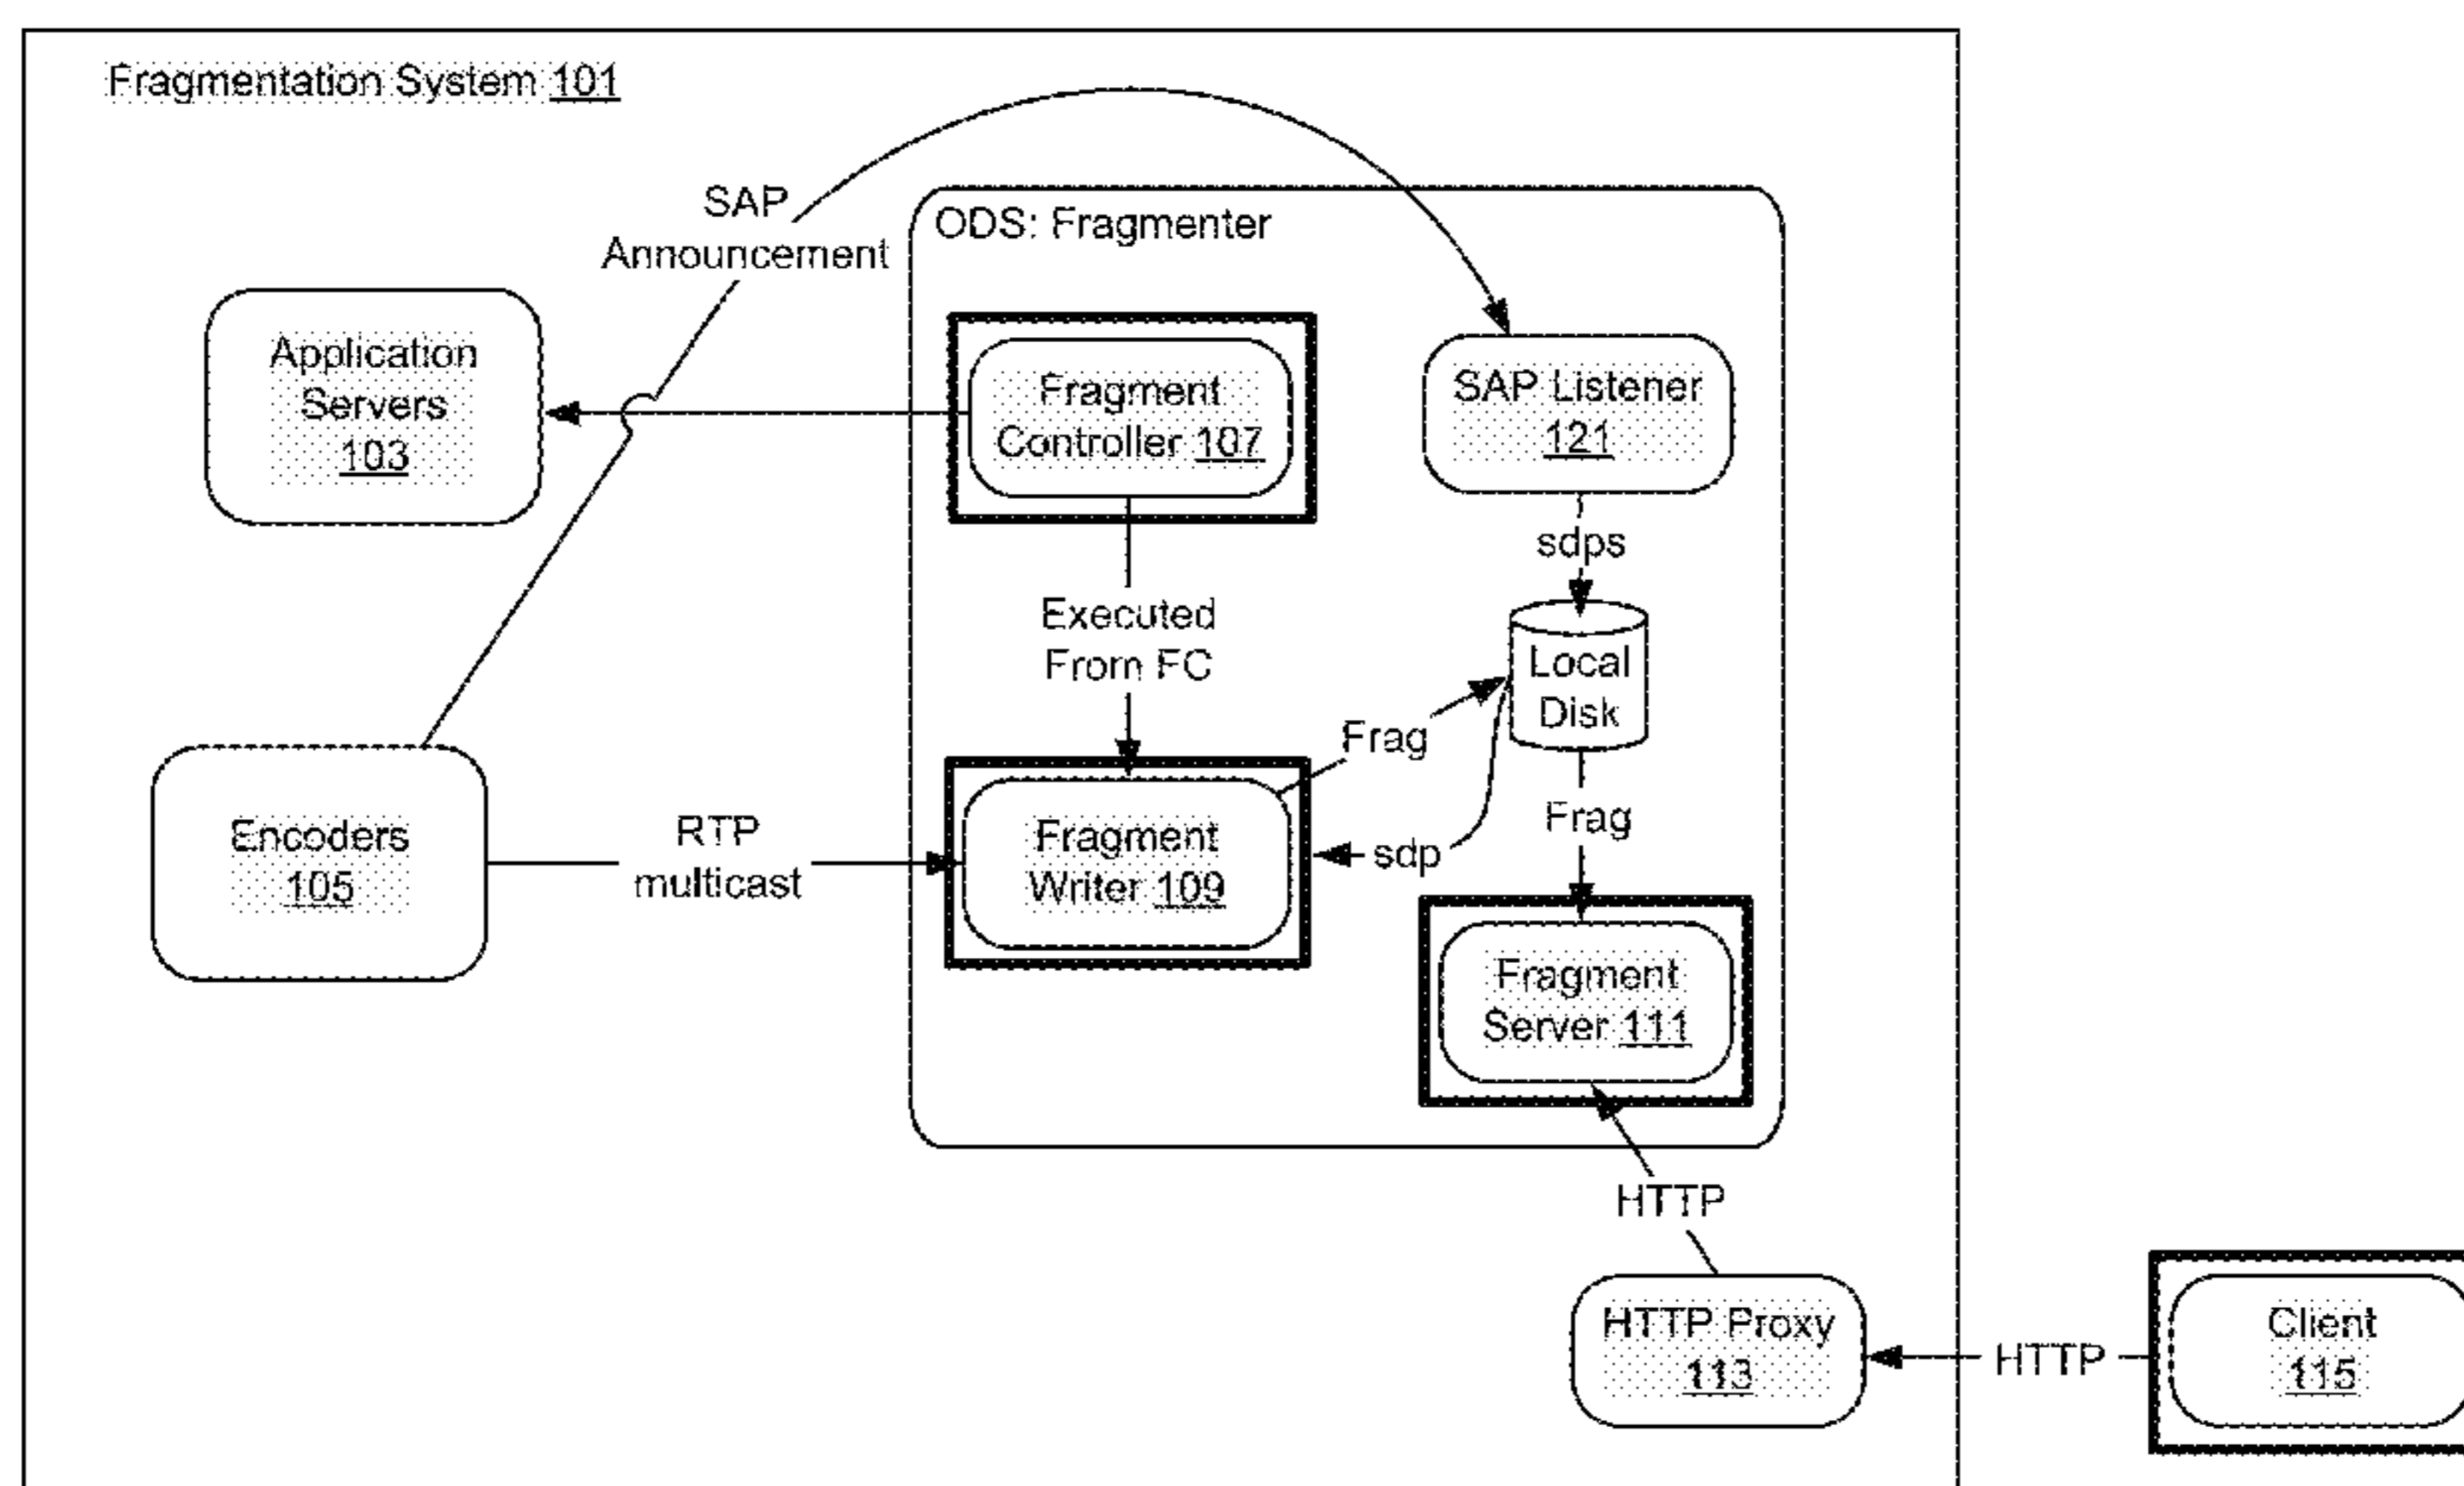 Fragmentation System 101
SAP
Announcement
ODS: Fragmenter
Application
Servers
103
Fragment
Controller 107
SAP Listener
121
sdps
Executed
From FC
Local
Disk
Frag
Encoders
105
RTP
multicast
Fragment
Writer 109
sdp
Frag
Fragment
Server 111
HTTP
HTTP Proxy
113
HTTP
Client
115